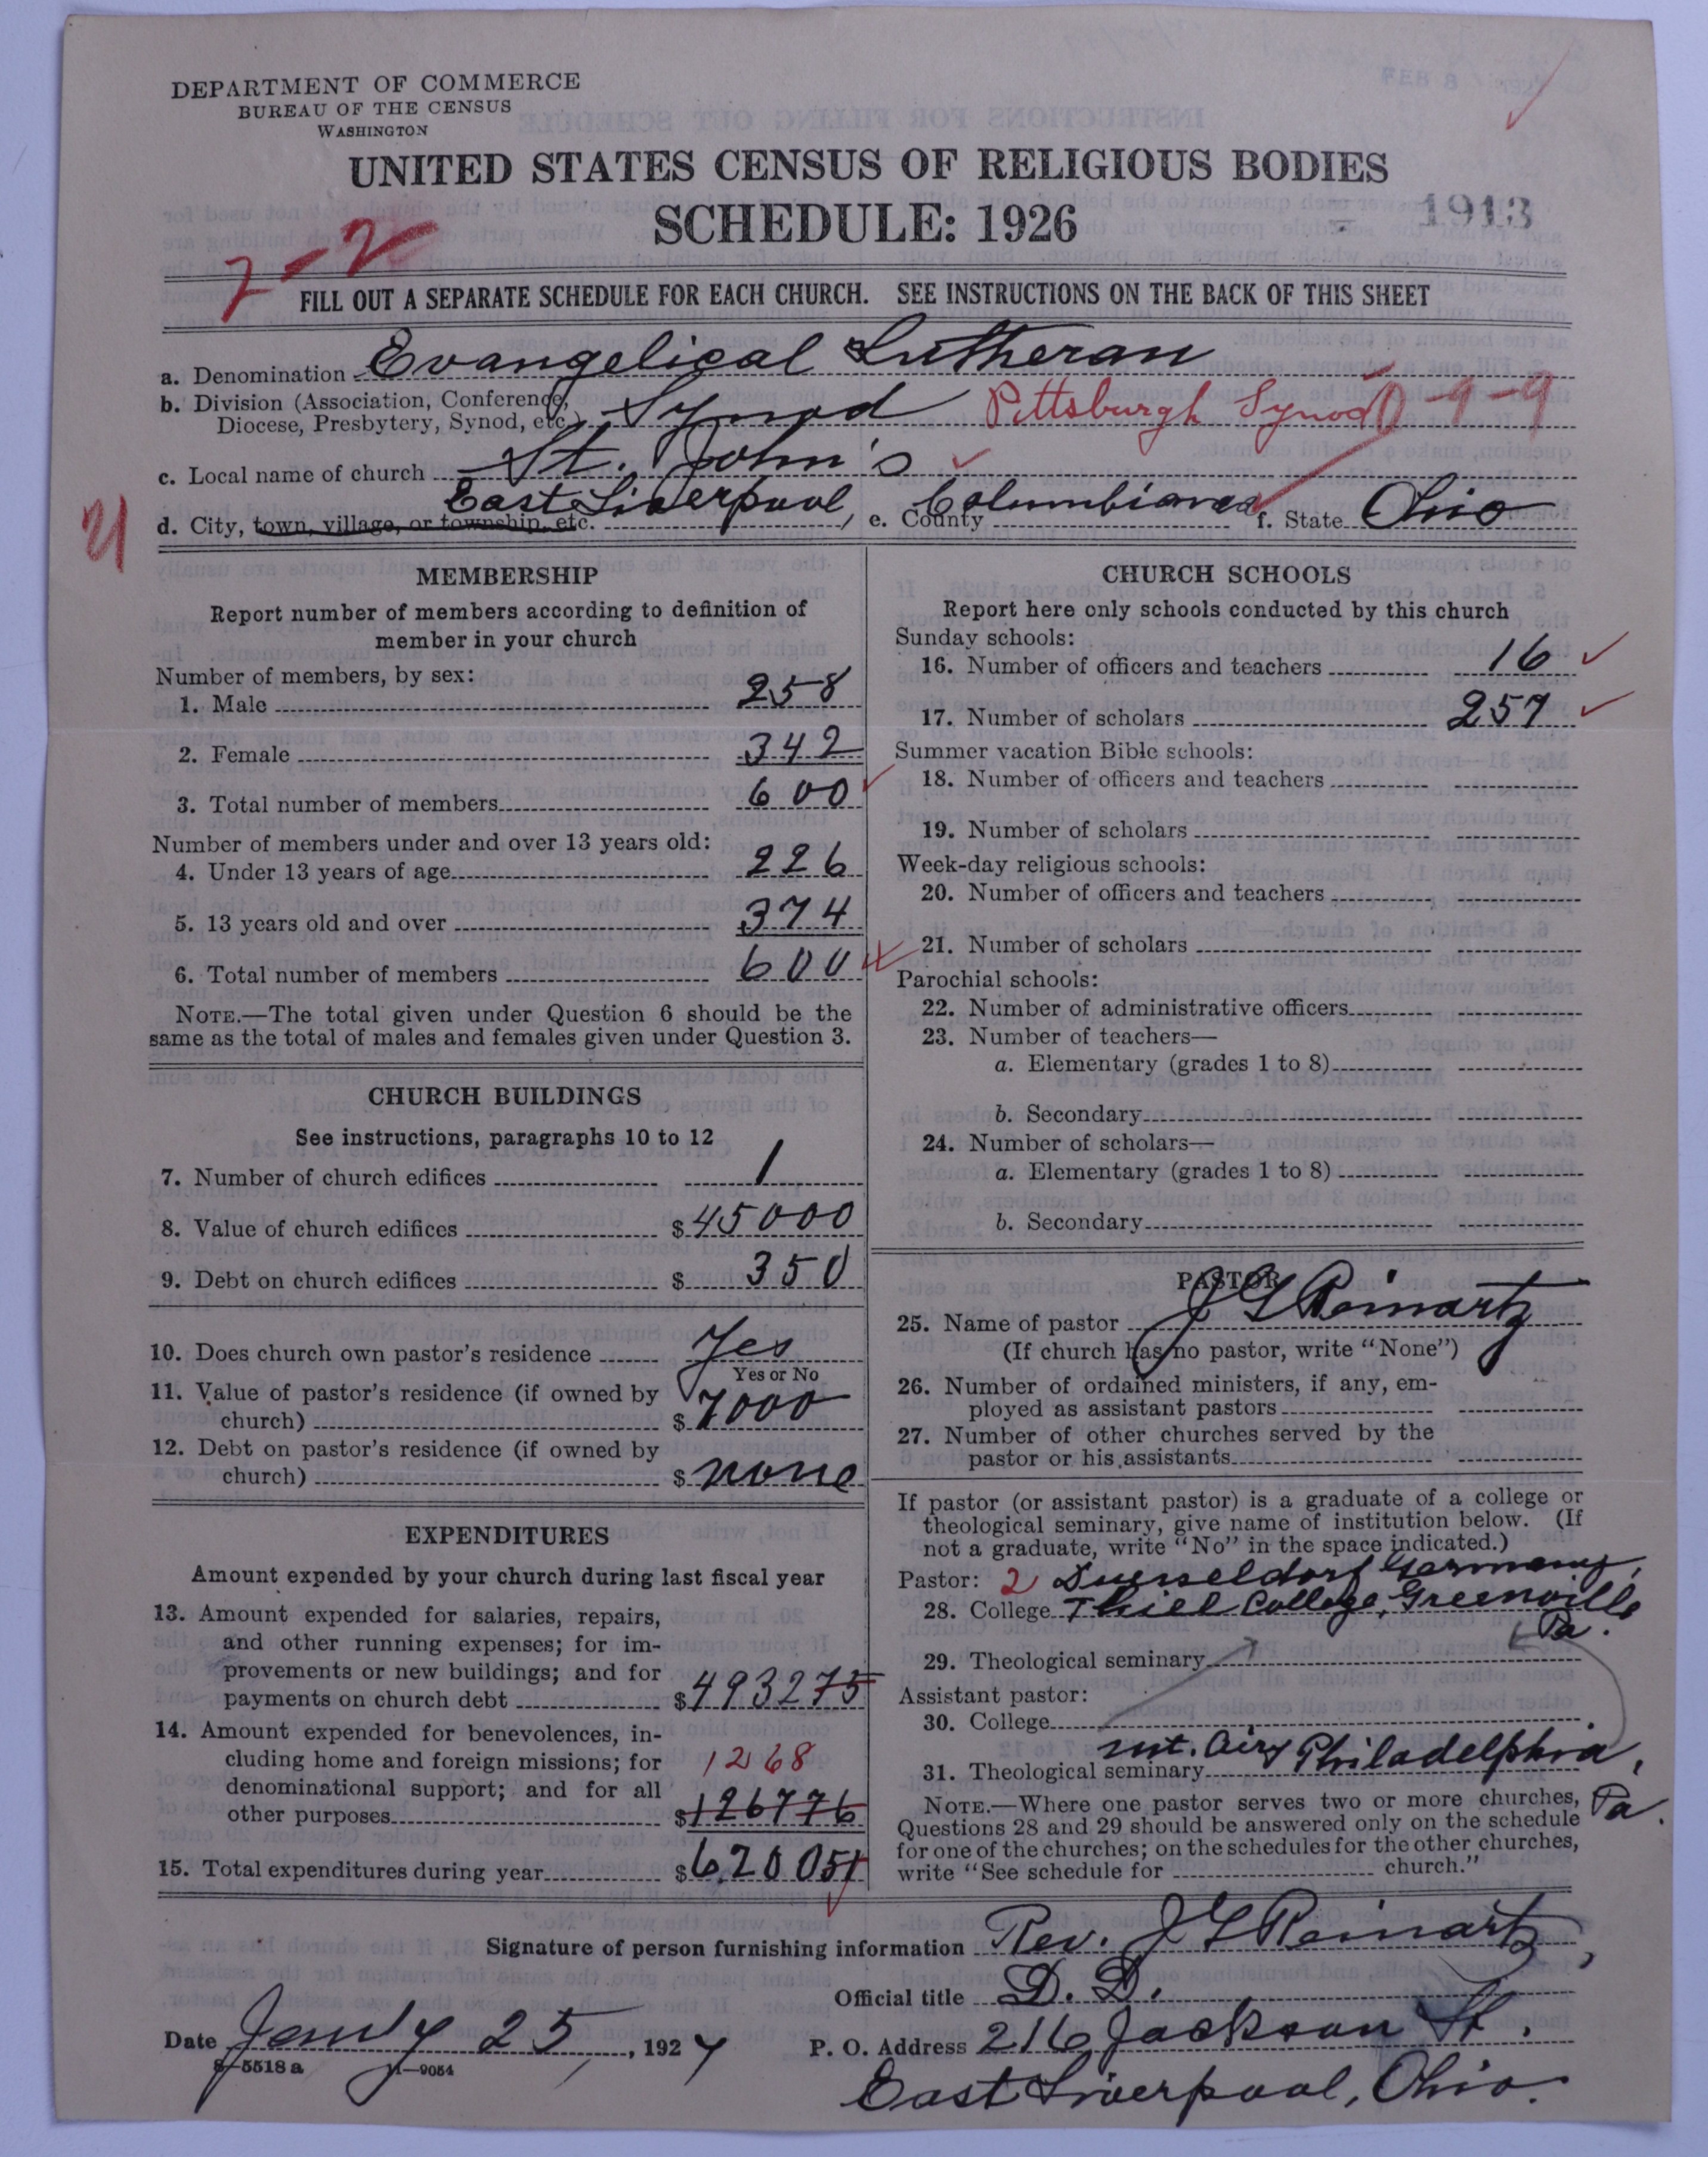 DEPARTMENT OF COMMERCE
BUREAU OF THE CENSUS
WASHINGTON
FEB 8
UNITED STATES CENSUS OF RELIGIOUS BODIES
SCHEDULE: 1926
1913
7-2
FILL OUT A SEPARATE SCHEDULE FOR EACH CHURCH. SEE INSTRUCTIONS ON THE BACK OF THIS SHEET
a. Denomination Evangelical Lutheran
b. Division (Association, Conference, Diocese, Presbytery, Synod, etc.) Synod Pittsburgh Synod 0-9-9
c. Local name of church St. John's
d. City, town, village, or township, etc. East Liverpool, e. County Columbiana f. State Ohio
MEMBERSHIP
Report number of members according to definition of
member in your church
Number of members, by sex:
1. Male 258
2. Female 342
3. Total number of members 600
Number of members under and over 13 years old:
4. Under 13 years of age 226
5. 13 years old and over 374
6. Total number of members 600
NOTE.—The total given under Question 6 should be the
same as the total of males and females given under Question 3.
CHURCH BUILDINGS
See instructions, paragraphs 10 to 12
7. Number of church edifices 1
8. Value of church edifices $45000
9. Debt on church edifices $350
10. Does church own pastor's residence Yes
Yes or No
11. Value of pastor's residence (if owned by
church) $7000
12. Debt on pastor's residence (if owned by
church) $none
EXPENDITURES
Amount expended by your church during last fiscal year
13. Amount expended for salaries, repairs,
and other running expenses; for im-
provements or new buildings; and for
payments on church debt $493275
14. Amount expended for benevolences, in-
cluding home and foreign missions; for 1268
denominational support; and for all
other purposes $126776
15. Total expenditures during year $620051
CHURCH SCHOOLS
Report here only schools conducted by this church
Sunday schools:
16. Number of officers and teachers 16
17. Number of scholars 257
Summer vacation Bible schools:
18. Number of officers and teachers
19. Number of scholars
Week-day religious schools:
20. Number of officers and teachers
21. Number of scholars
Parochial schools:
22. Number of administrative officers
23. Number of teachers—
a. Elementary (grades 1 to 8)
b. Secondary
24. Number of scholars—
a. Elementary (grades 1 to 8)
b. Secondary
PASTOR
25. Name of pastor J G Reinartz
(If church has no pastor, write "None")
26. Number of ordained ministers, if any, em-
ployed as assistant pastors
27. Number of other churches served by the
pastor or his assistants
If pastor (or assistant pastor) is a graduate of a college or
theological seminary, give name of institution below. (If
not a graduate, write "No" in the space indicated.)
Pastor: 2 Duesseldorf Germany,
28. College Thiel College, Greenville
Pa.
29. Theological seminary
Assistant pastor:
30. College
31. Theological seminary Mt. Airy Philadelphia,
Pa.
NOTE.—Where one pastor serves two or more churches,
Questions 28 and 29 should be answered only on the schedule
for one of the churches; on the schedules for the other churches,
write "See schedule for church."
Signature of person furnishing information Rev. J G Reinartz,
Official title D. D.
Date Janu'y 25, 1927
P. O. Address 216 Jackson St.
East Liverpool, Ohio.
8-5518 a
1-9054